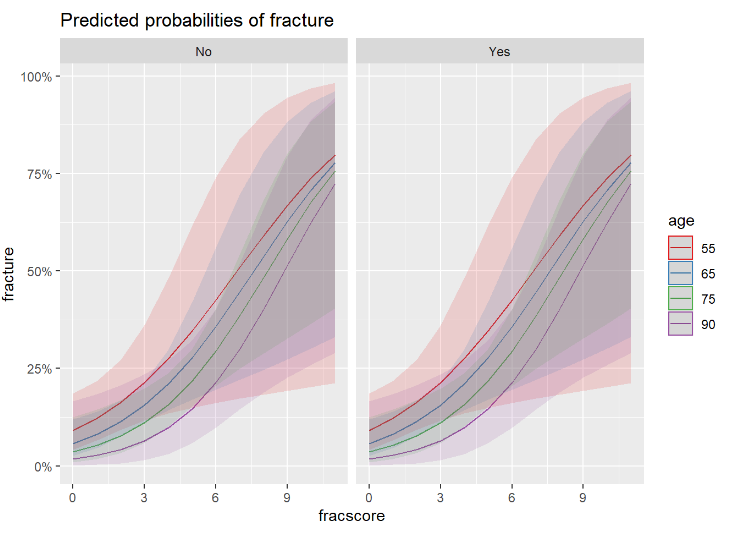 Predicted probabilities of fracture
No
Yes
100%
75%
50%
25%
0%
fracture
0 3 6 9
0 3 6 9
fracscore
age
55
65
75
90